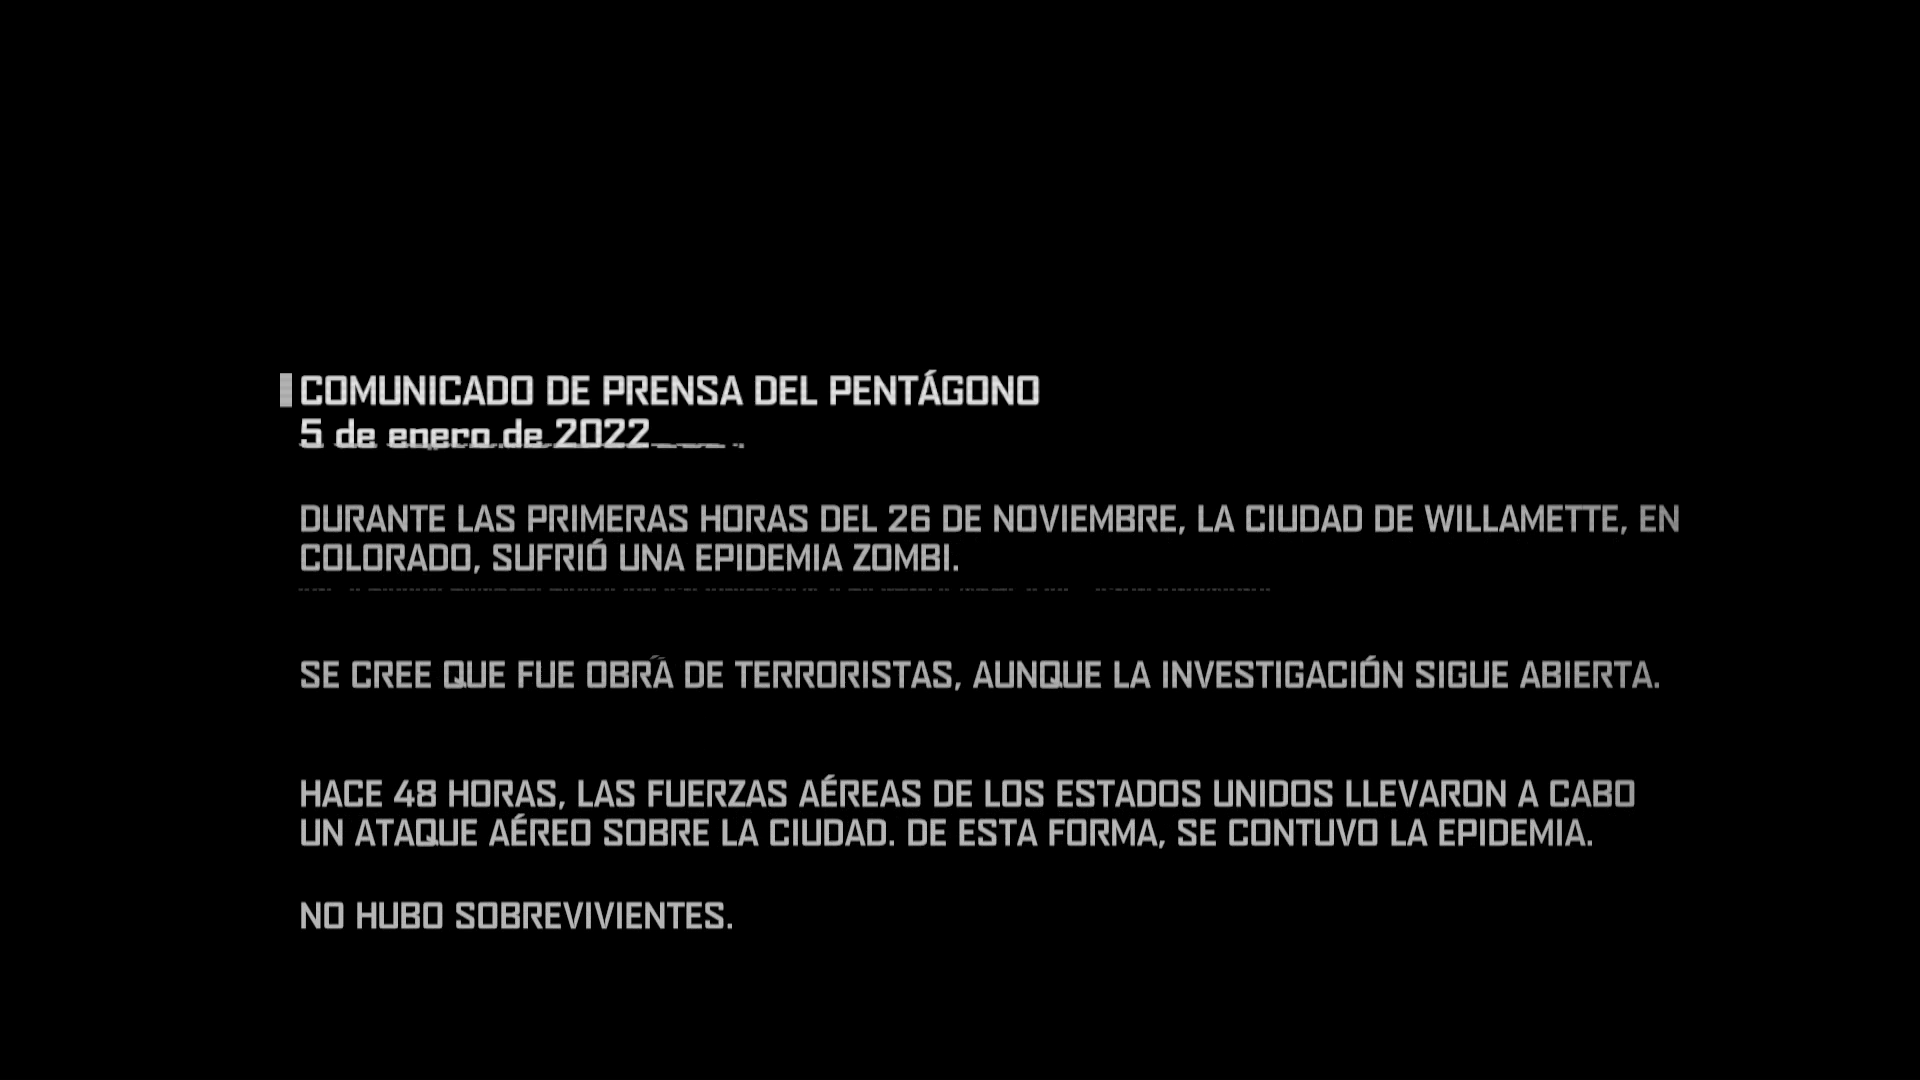 COMUNICADO DE PRENSA DEL PENTÁGONO
5 de enero de 2022
DURANTE LAS PRIMERAS HORAS DEL 26 DE NOVIEMBRE, LA CIUDAD DE WILLAMETTE, EN
COLORADO, SUFRIÓ UNA EPIDEMIA ZOMBI.
SE CREE QUE FUE OBRA DE TERRORISTAS, AUNQUE LA INVESTIGACIÓN SIGUE ABIERTA.
HACE 48 HORAS, LAS FUERZAS AÉREAS DE LOS ESTADOS UNIDOS LLEVARON A CABO
UN ATAQUE AÉREO SOBRE LA CIUDAD. DE ESTA FORMA, SE CONTUVO LA EPIDEMIA.
NO HUBO SOBREVIVIENTES.